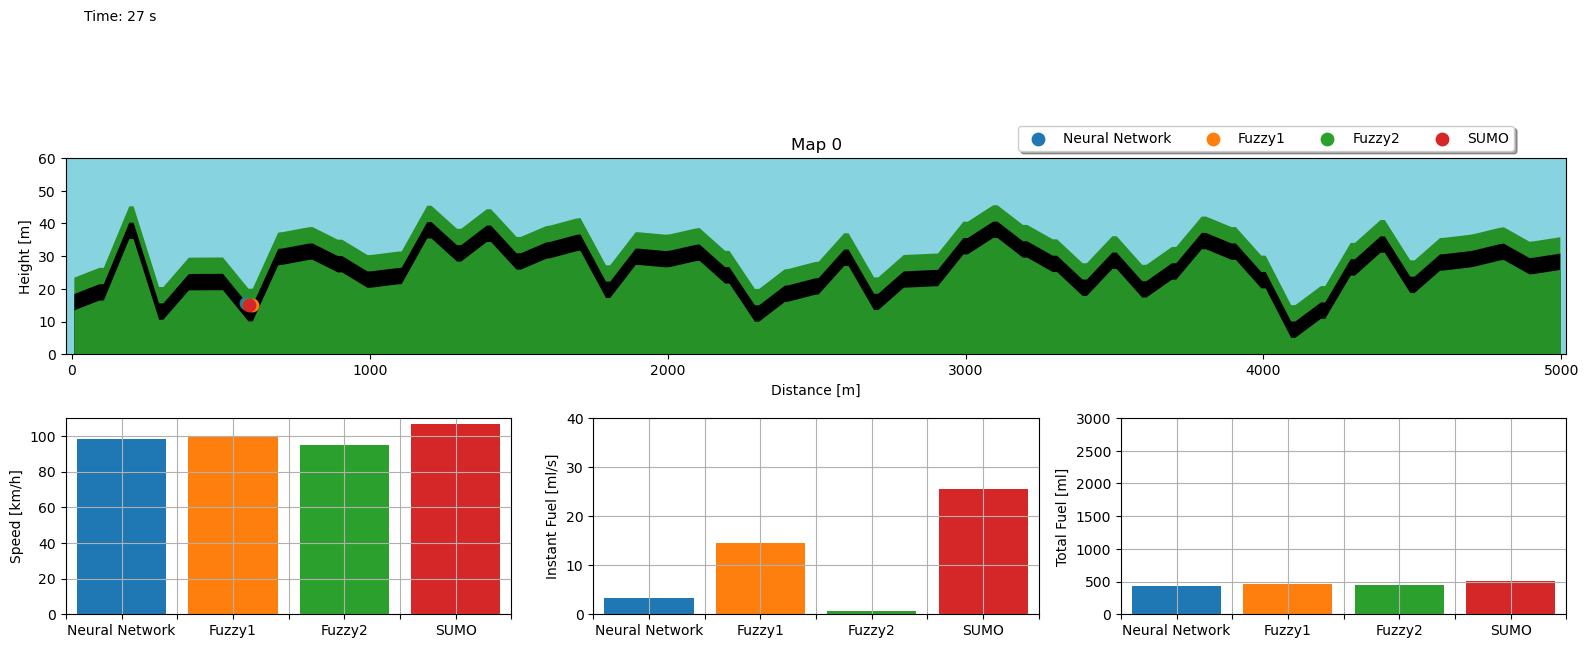 Time: 27 s
Map 0
Neural Network Fuzzy1 Fuzzy2 SUMO
Height [m]
60
50
40
30
20
10
0
0 1000 2000 3000 4000 5000
Distance [m]
Speed [km/h]
100
80
60
40
20
0
Neural Network Fuzzy1 Fuzzy2 SUMO
Instant Fuel [ml/s]
40
30
20
10
0
Neural Network Fuzzy1 Fuzzy2 SUMO
Total Fuel [ml]
3000
2500
2000
1500
1000
500
0
Neural Network Fuzzy1 Fuzzy2 SUMO